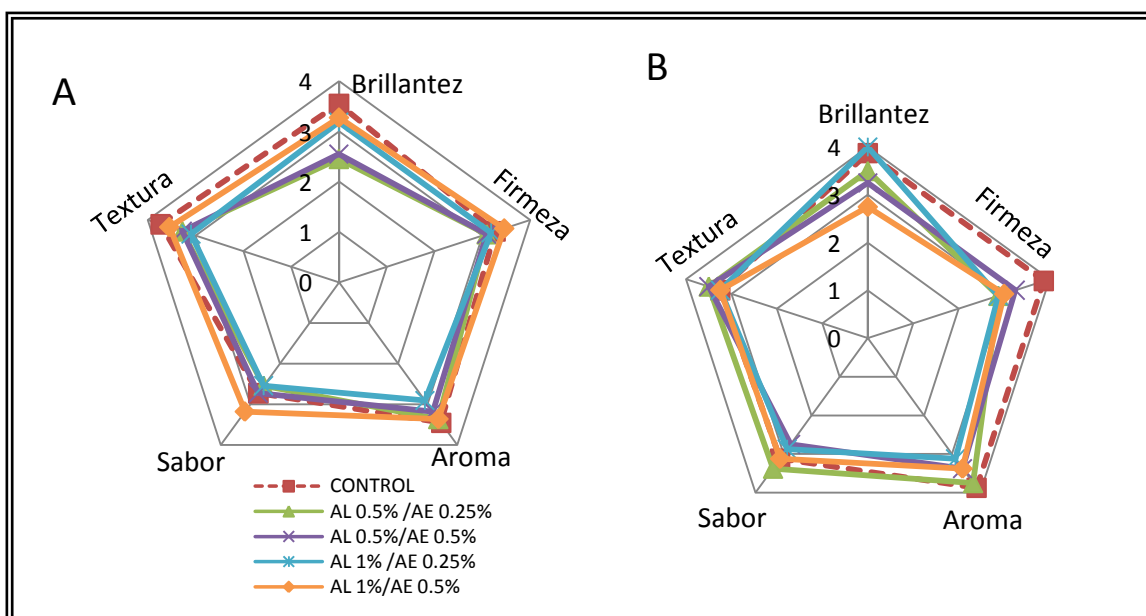 A
4
Brillantez
3
2
1
0
Textura
Firmeza
Sabor
Aroma
CONTROL
AL 0.5% /AE 0.25%
AL 0.5%/AE 0.5%
AL 1% /AE 0.25%
AL 1%/AE 0.5%
B
Brillantez
4
3
2
1
0
Textura
Firmeza
Sabor
Aroma